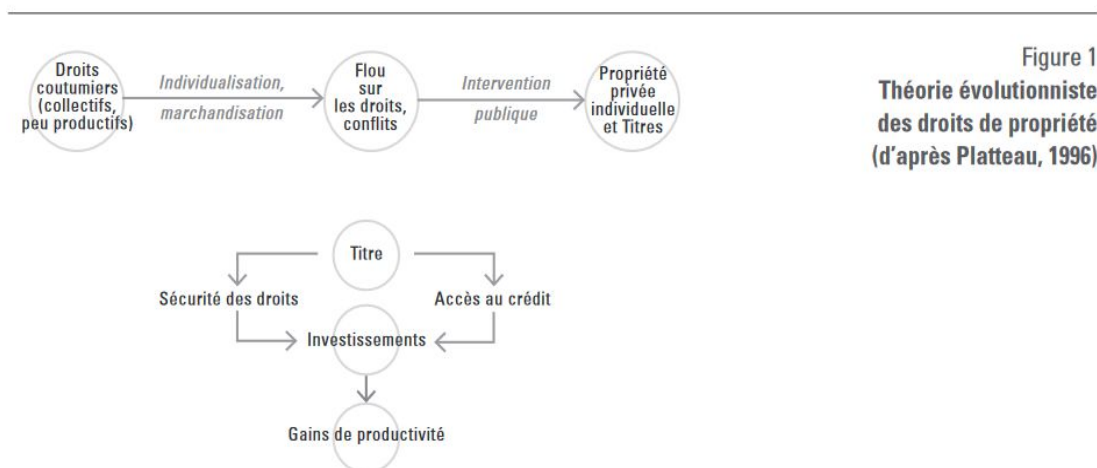 Droits
coutumiers
(collectifs,
peu productifs)
Individualisation,
marchandisation
Flou
sur
les droits,
conflits
Intervention
publique
Propriété
privée
individuelle
et Titres
Figure 1
Théorie évolutionniste
des droits de propriété
(d'après Platteau, 1996)
Titre
Sécurité des droits
Accès au crédit
Investissements
Gains de productivité